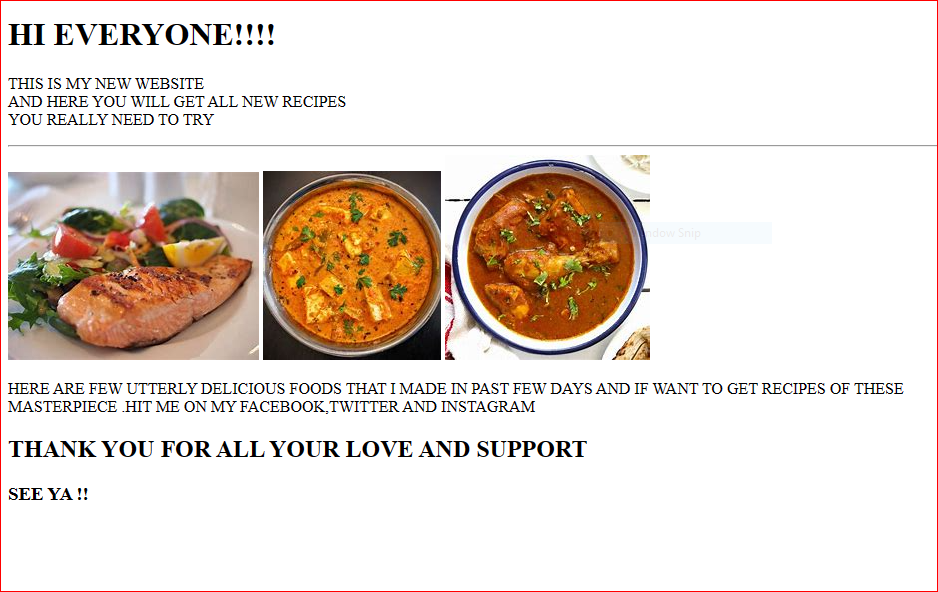 HI EVERYONE!!!!
THIS IS MY NEW WEBSITE
AND HERE YOU WILL GET ALL NEW RECIPES
YOU REALLY NEED TO TRY
Snip
HERE ARE FEW UTTERLY DELICIOUS FOODS THAT I MADE IN PAST FEW DAYS AND IF WANT TO GET RECIPES OF THESE
MASTERPIECE .HIT ME ON MY FACEBOOK,TWITTER AND INSTAGRAM
THANK YOU FOR ALL YOUR LOVE AND SUPPORT
SEE YA !!